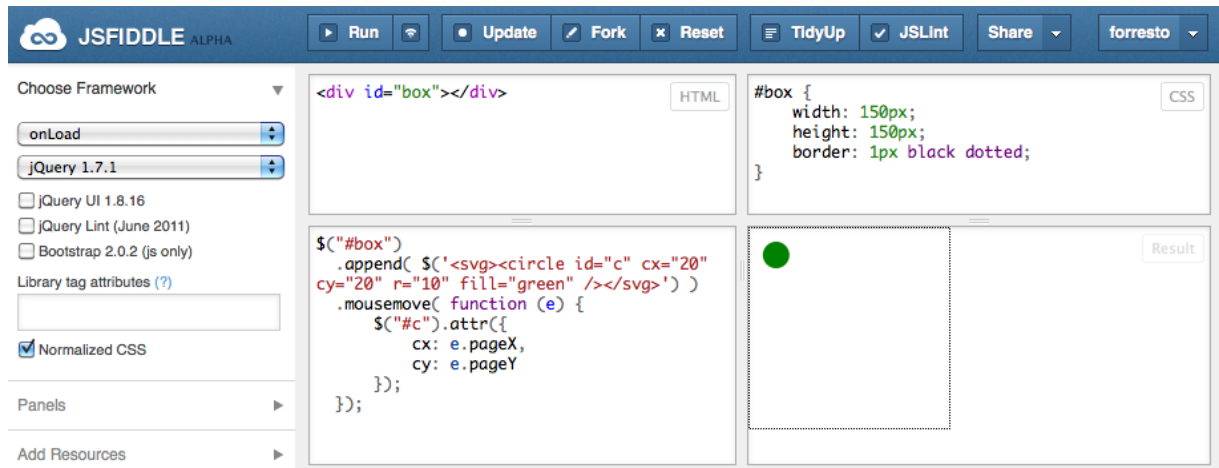 JSFIDDLE ALPHA
Run
Update
Fork
Reset
TidyUp
JSLint
Share
forresto
Choose Framework
onLoad
jQuery 1.7.1
jQuery UI 1.8.16
jQuery Lint (June 2011)
Bootstrap 2.0.2 (js only)
Library tag attributes (?)
Normalized CSS
Panels
Add Resources
<div id="box"></div>
HTML
#box {
    width: 150px;
    height: 150px;
    border: 1px black dotted;
}
CSS
$("#box")
  .append( $('<svg><circle id="c" cx="20"
cy="20" r="10" fill="green" /></svg>') )
  .mousemove( function (e) {
      $("#c").attr({
          cx: e.pageX,
          cy: e.pageY
      });
  });
Result